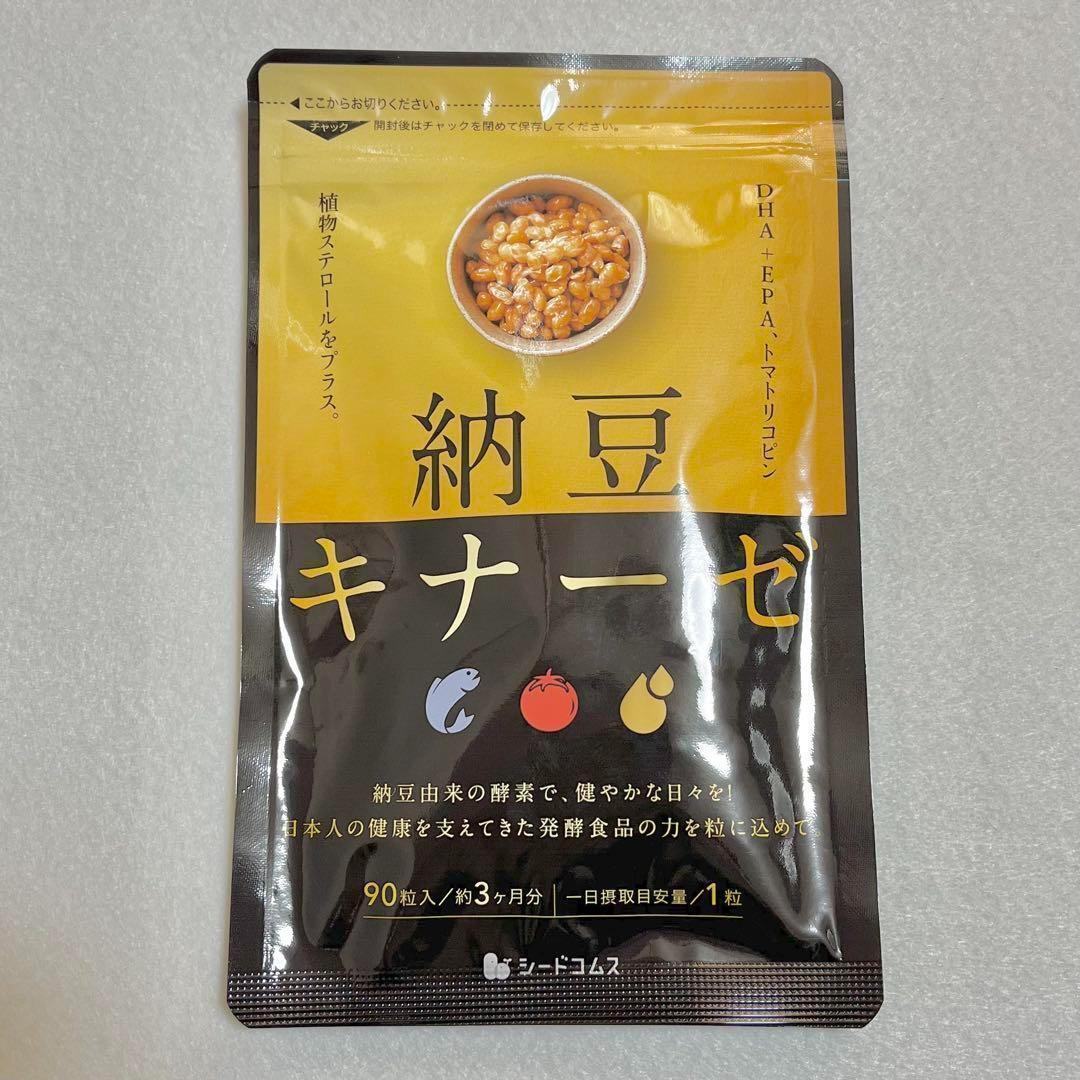 ◀ここからお切りください。
チャック
開封後はチャックを閉めて保存してください。
DHA+EPA、トマトリコピン
植物ステロールをプラス。
納豆
キナーゼ
納豆由来の酵素で、健やかな日々を!
日本人の健康を支えてきた発酵食品の力を粒に込めて。
90粒入/約3ヶ月分 | 一日摂取目安量/1粒
シードコムス